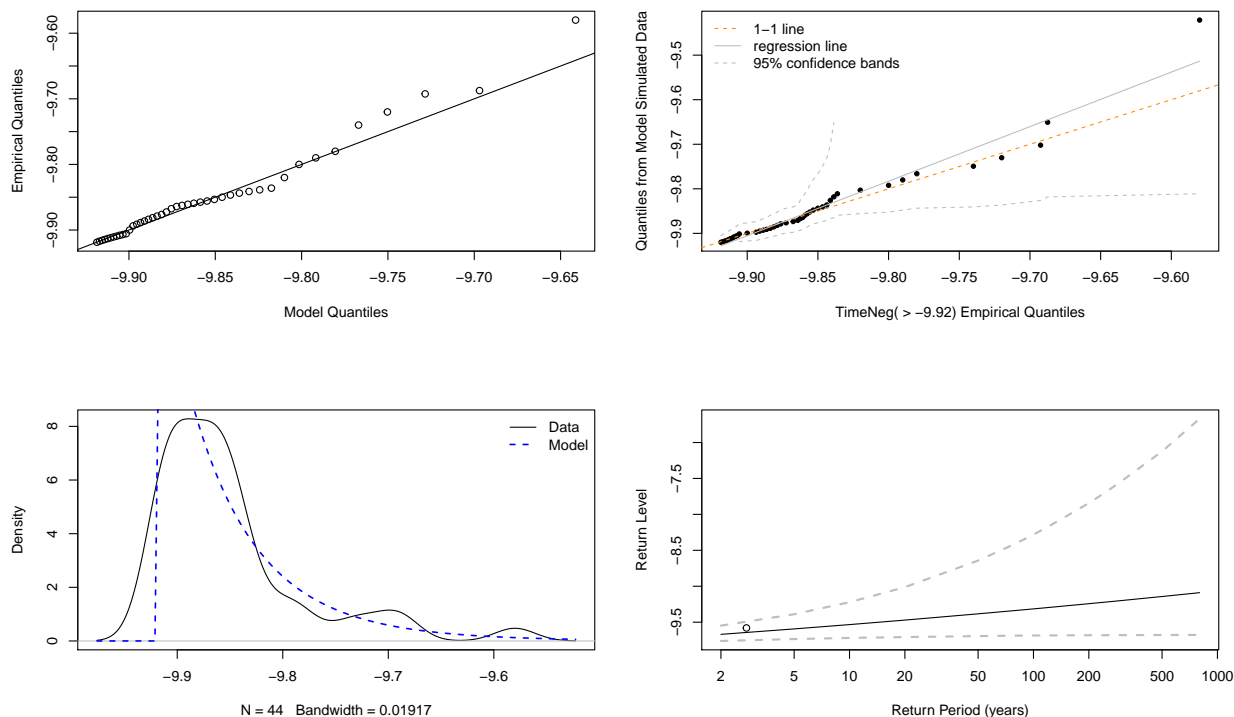 −9.90 −9.85 −9.80 −9.75 −9.70 −9.65
−9.90 −9.80 −9.70 −9.60
Model Quantiles
Empirical Quantiles
−9.90 −9.85 −9.80 −9.75 −9.70 −9.65 −9.60
−9.9 −9.8 −9.7 −9.6 −9.5
TimeNeg( > −9.92) Empirical Quantiles
Quantiles from Model Simulated Data
1−1 line
regression line
95% confidence bands
−9.9 −9.8 −9.7 −9.6
0 2 4 6 8
N = 44 Bandwidth = 0.01917
Density
Data
Model
2 5 10 20 50 100 200 500 1000
−9.5 −8.5 −7.5
Return Period (years)
Return Level